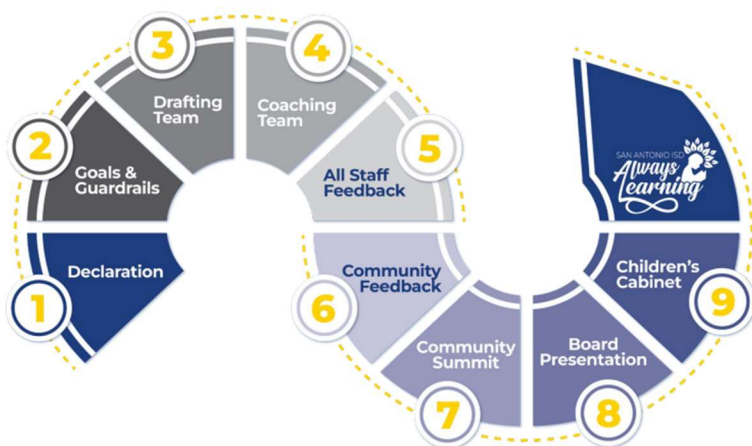 1
Declaration
2
Goals &
Guardrails
3
Drafting
Team
4
Coaching
Team
5
All Staff
Feedback
6
Community
Feedback
7
Community
Summit
8
Board
Presentation
9
Children's
Cabinet
SAN ANTONIO ISD
Always
Learning